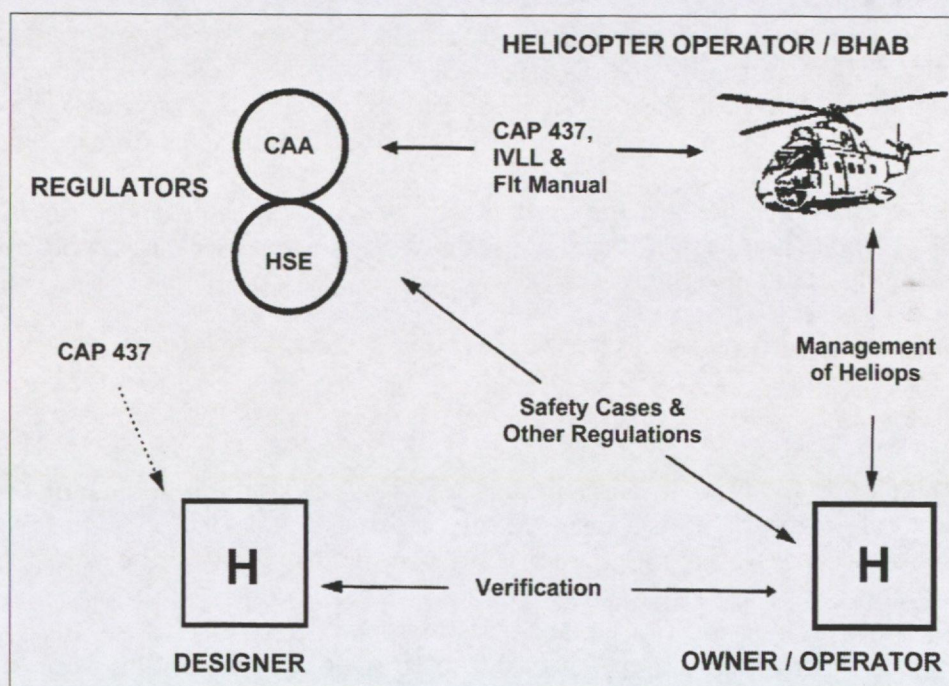 HELICOPTER OPERATOR / BHAB
CAA
CAP 437,
IVLL &
Flt Manual
REGULATORS
HSE
CAP 437
Management
of Heliops
Safety Cases &
Other Regulations
H
Verification
H
DESIGNER
OWNER / OPERATOR